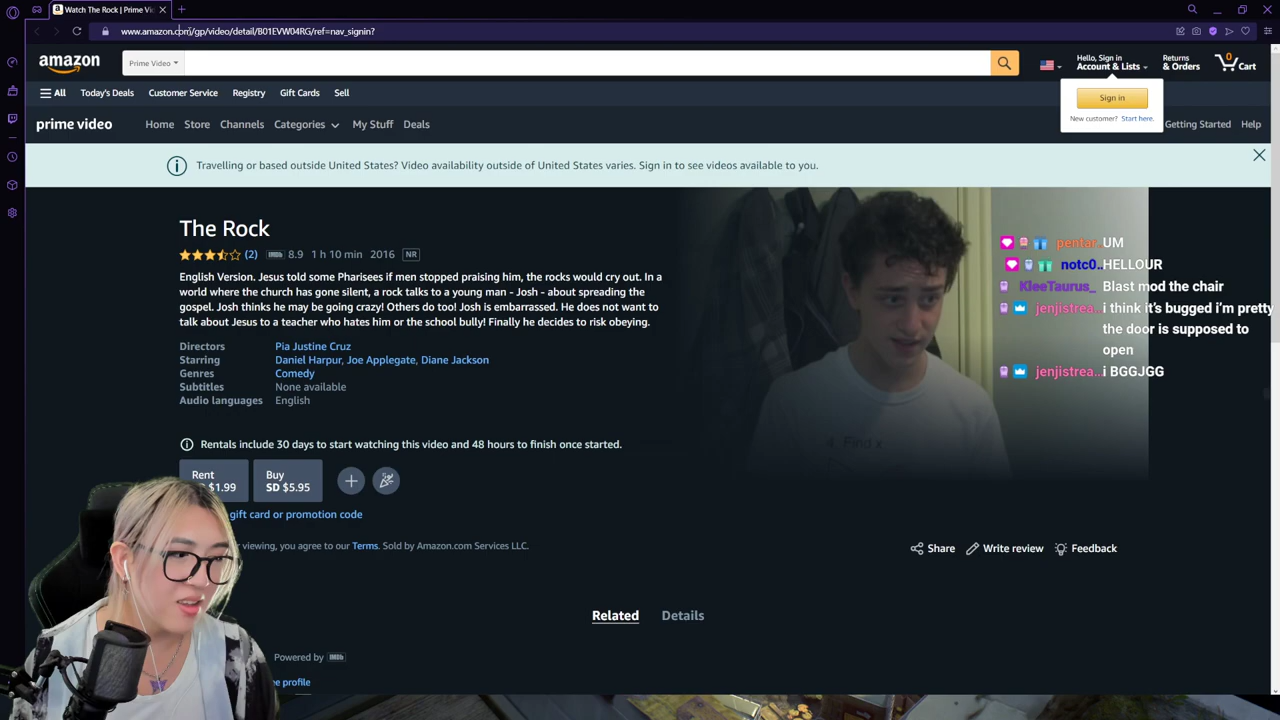 Watch The Rock | Prime Vi
www.amazon.com/gp/video/detail/B01EVW04RG/ref=nav_signin?
amazon
Prime Video
Hello, Sign in
Account & Lists
Returns
& Orders
0
Cart
All
Today's Deals
Customer Service
Registry
Gift Cards
Sell
Sign in
New customer? Start here.
prime video
Home
Store
Channels
Categories
My Stuff
Deals
Getting Started
Help
Travelling or based outside United States? Video availability outside of United States varies. Sign in to see videos available to you.
The Rock
(2) IMDb 8.9 1 h 10 min 2016 NR
English Version. Jesus told some Pharisees if men stopped praising him, the rocks would cry out. In a
world where the church has gone silent, a rock talks to a young man - Josh - about spreading the
gospel. Josh thinks he may be going crazy! Others do too! Josh is embarrassed. He does not want to
talk about Jesus to a teacher who hates him or the school bully! Finally he decides to risk obeying.
Directors Pia Justine Cruz
Starring Daniel Harpur, Joe Applegate, Diane Jackson
Genres Comedy
Subtitles None available
Audio languages English
Rentals include 30 days to start watching this video and 48 hours to finish once started.
Rent
$1.99
Buy
SD $5.95
gift card or promotion code
viewing, you agree to our Terms. Sold by Amazon.com Services LLC.
Share
Write review
Feedback
Related
Details
Powered by IMDb
profile
4. Find x
pentar.. UM
notc0.. HELLOUR
KleeTaurus_ Blast mod the chair
jenjistrea... i think it's bugged i'm pretty
the door is supposed to
open
jenjistrea... i BGGJGG